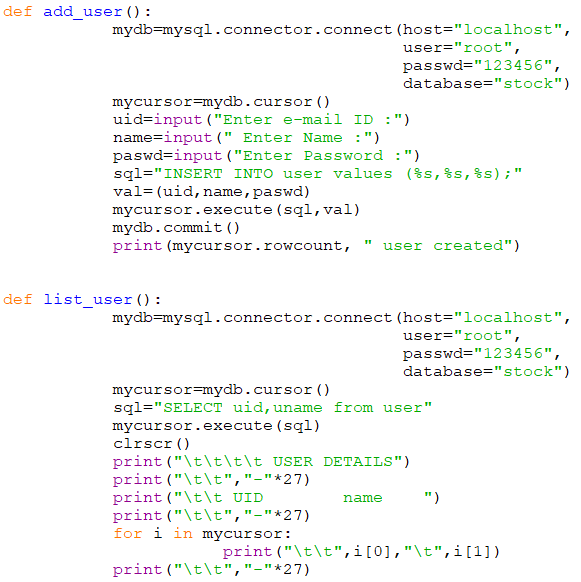 def add_user():
            mydb=mysql.connector.connect(host="localhost",
                                         user="root",
                                         passwd="123456",
                                         database="stock")
            mycursor=mydb.cursor()
            uid=input("Enter e-mail ID :")
            name=input(" Enter Name :")
            paswd=input("Enter Password :")
            sql="INSERT INTO user values (%s,%s,%s);"
            val=(uid,name,paswd)
            mycursor.execute(sql,val)
            mydb.commit()
            print(mycursor.rowcount, " user created")
def list_user():
            mydb=mysql.connector.connect(host="localhost",
                                         user="root",
                                         passwd="123456",
                                         database="stock")
            mycursor=mydb.cursor()
            sql="SELECT uid,uname from user"
            mycursor.execute(sql)
            clrscr()
            print("\t\t\t\t USER DETAILS")
            print("\t\t","-"*27)
            print("\t\t UID        name    ")
            print("\t\t","-"*27)
            for i in mycursor:
                        print("\t\t",i[0],"\t",i[1])
            print("\t\t","-"*27)